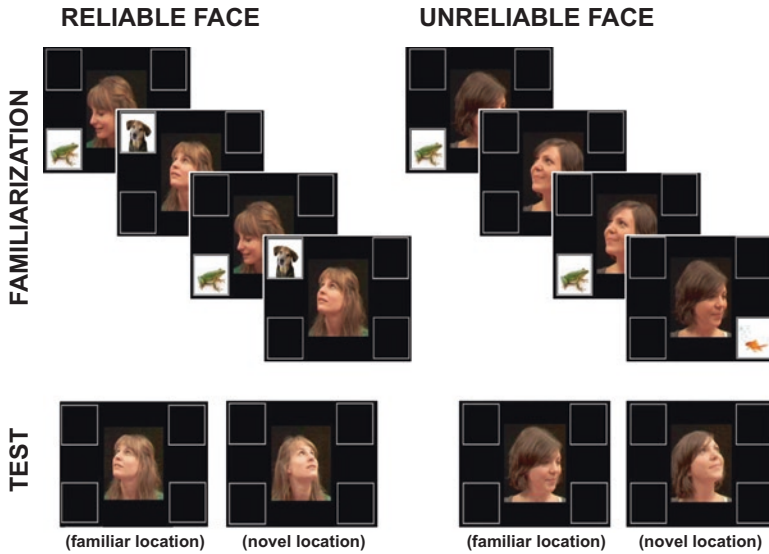 RELIABLE FACE
UNRELIABLE FACE
FAMILIARIZATION
TEST
(familiar location)
(novel location)
(familiar location)
(novel location)